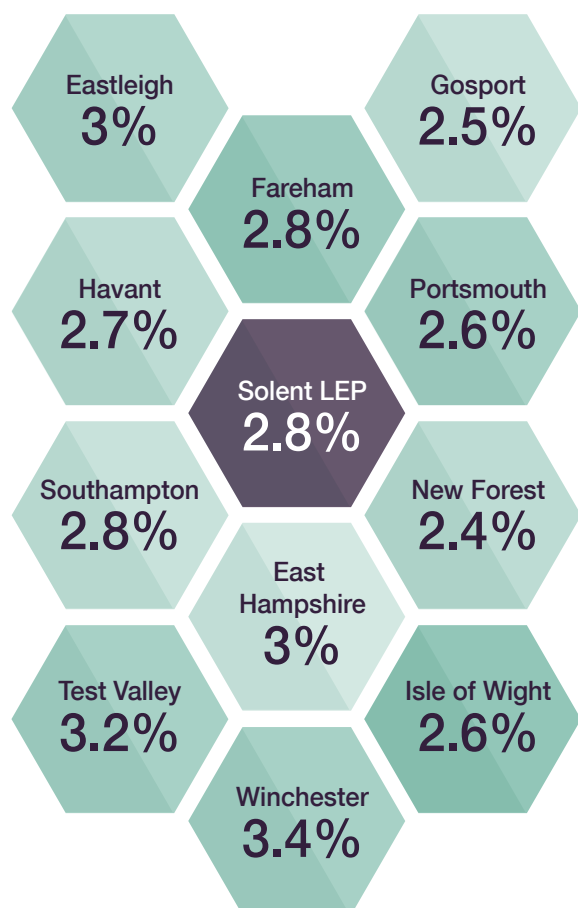 Eastleigh
3%
Gosport
2.5%
Fareham
2.8%
Havant
2.7%
Portsmouth
2.6%
Solent LEP
2.8%
Southampton
2.8%
New Forest
2.4%
East
Hampshire
3%
Test Valley
3.2%
Isle of Wight
2.6%
Winchester
3.4%